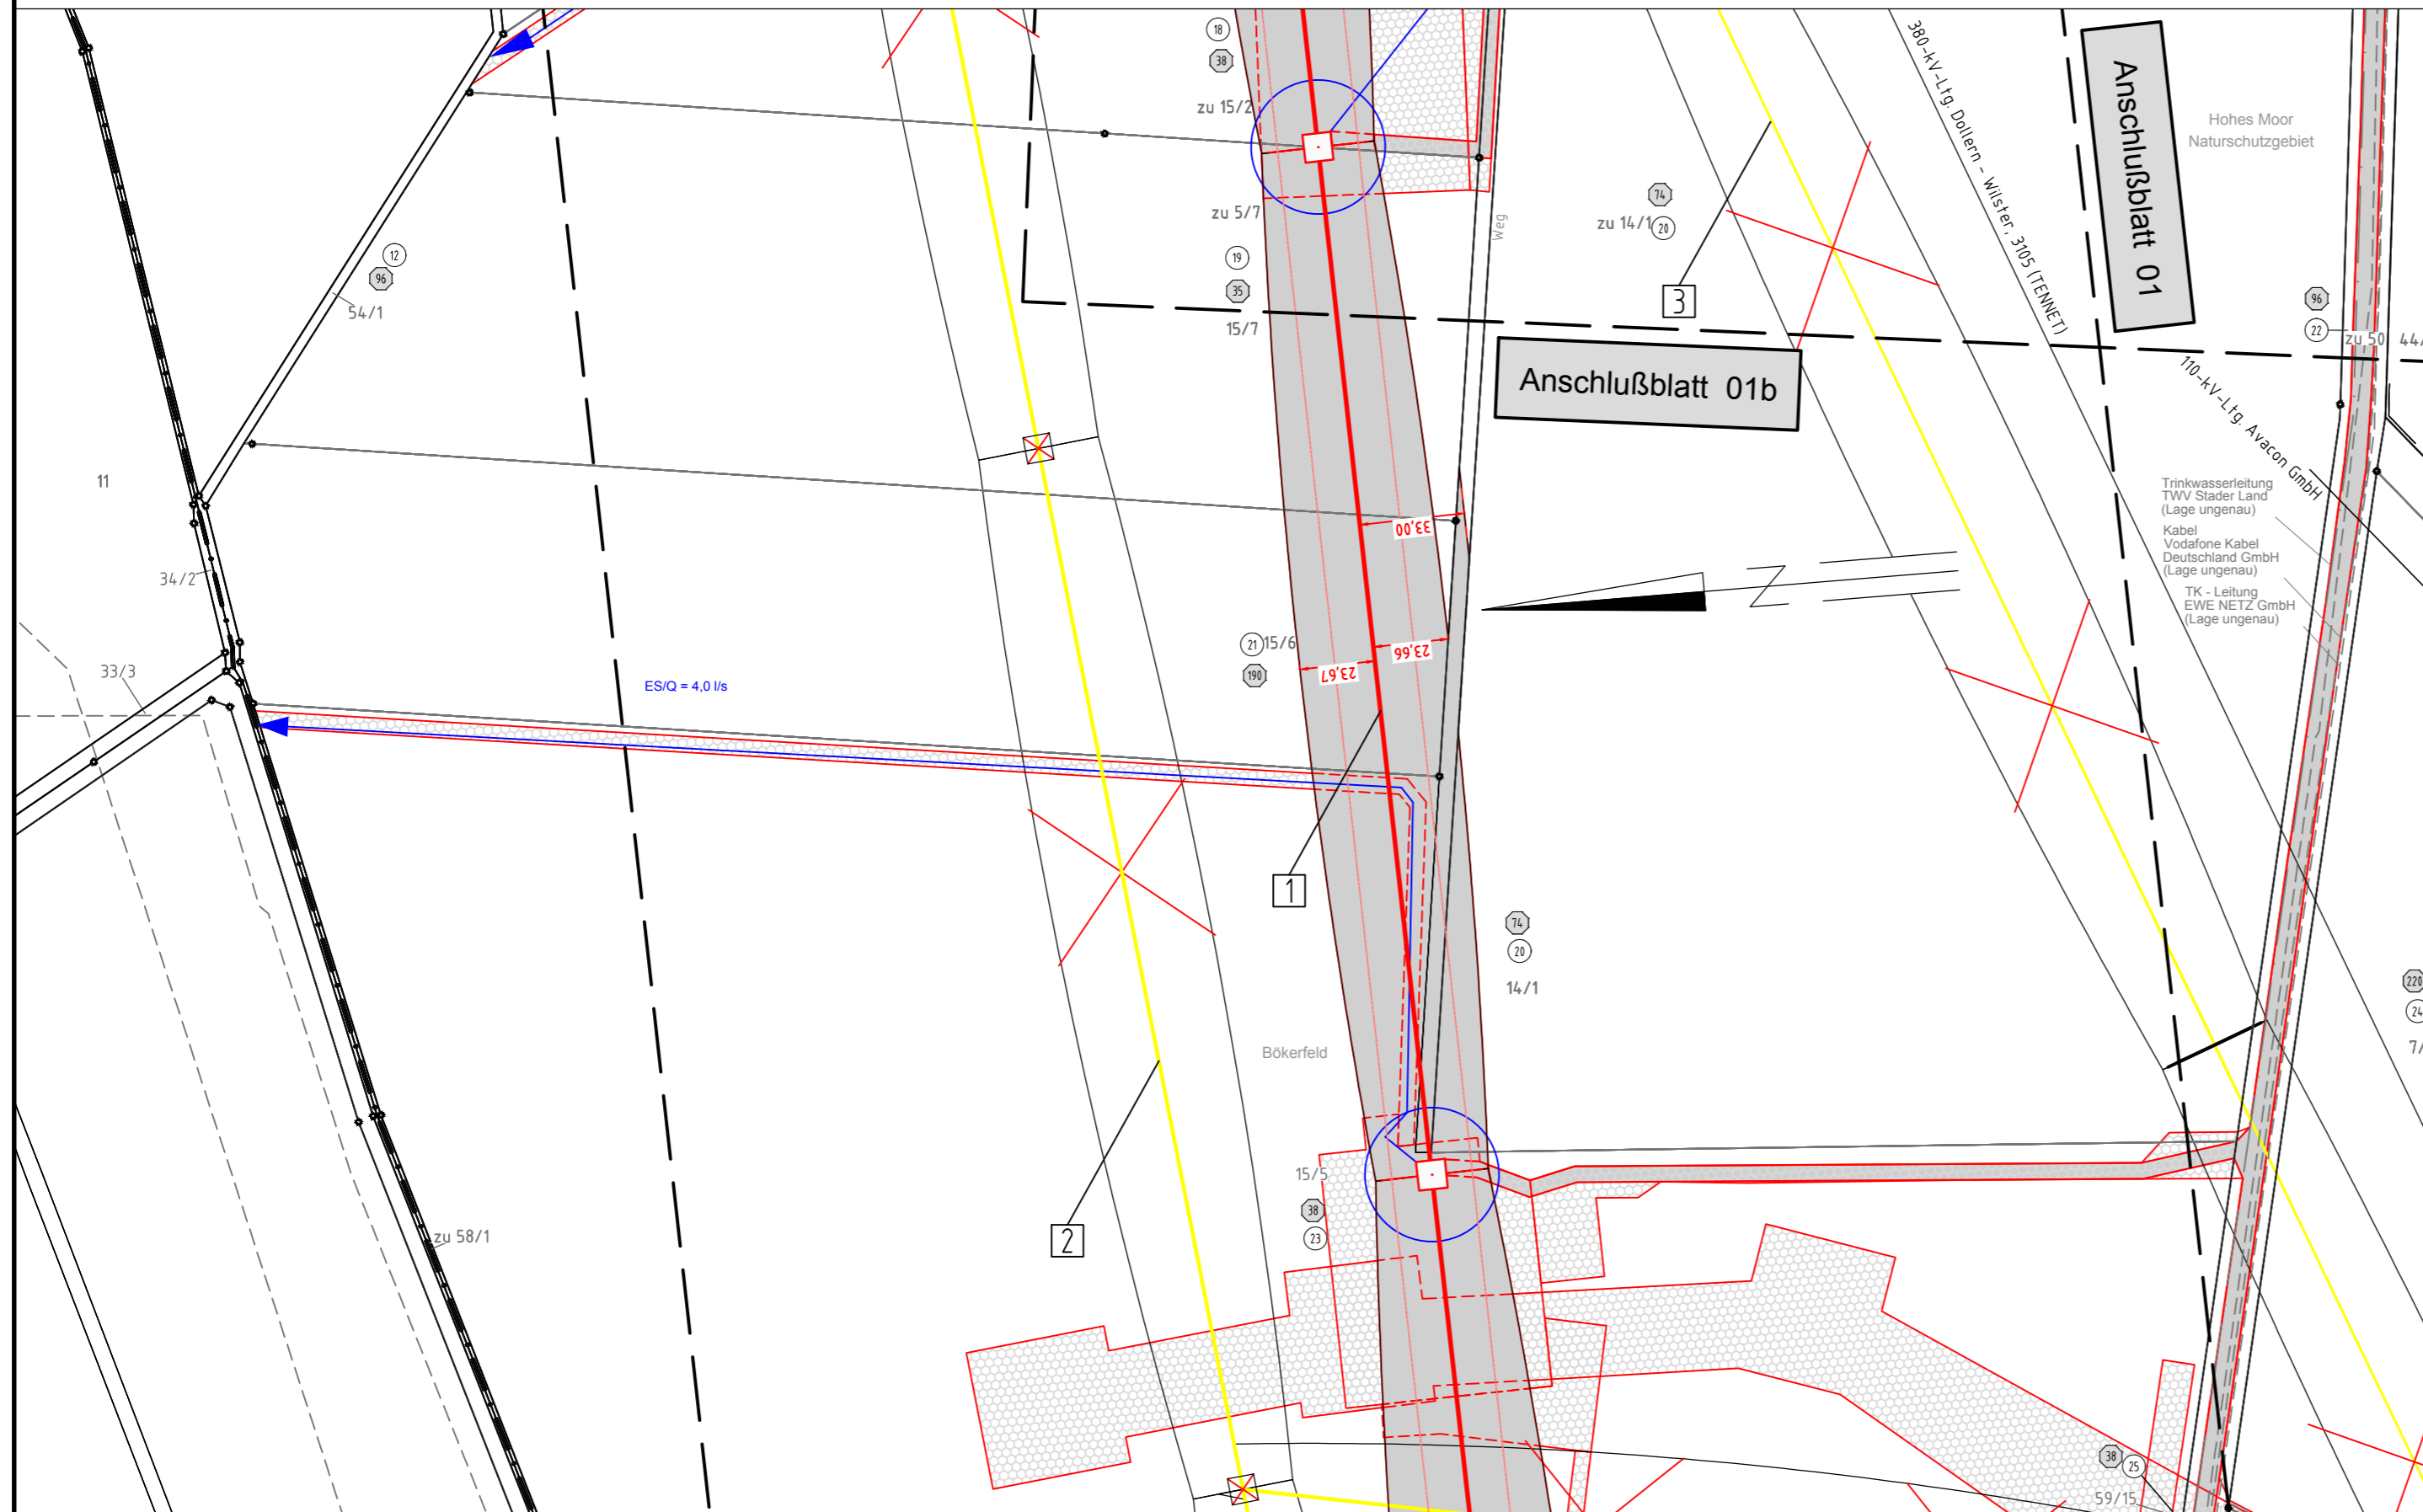 18
38
zu 15/2
zu 5/7
19
35
15/7
12
96
54/1
11
34/2
33/3
ES/Q = 4,0 l/s
21
15/6
190
33,00
23,66
23,67
Weg
74
zu 14/1
20
3
380-kV-Ltg. Dollern - Wilster, 3105 (TENNET)
Anschlußblatt 01
Hohes Moor
Naturschutzgebiet
96
22
zu 50
44/
Anschlußblatt 01b
110-kV-Ltg. Avacon GmbH
Trinkwasserleitung
TWV Stader Land
(Lage ungenau)
Kabel
Vodafone Kabel
Deutschland GmbH
(Lage ungenau)
TK - Leitung
EWE NETZ GmbH
(Lage ungenau)
Z
1
74
20
14/1
220
24
7/
Bökerfeld
15/5
38
23
2
zu 58/1
38
25
59/15